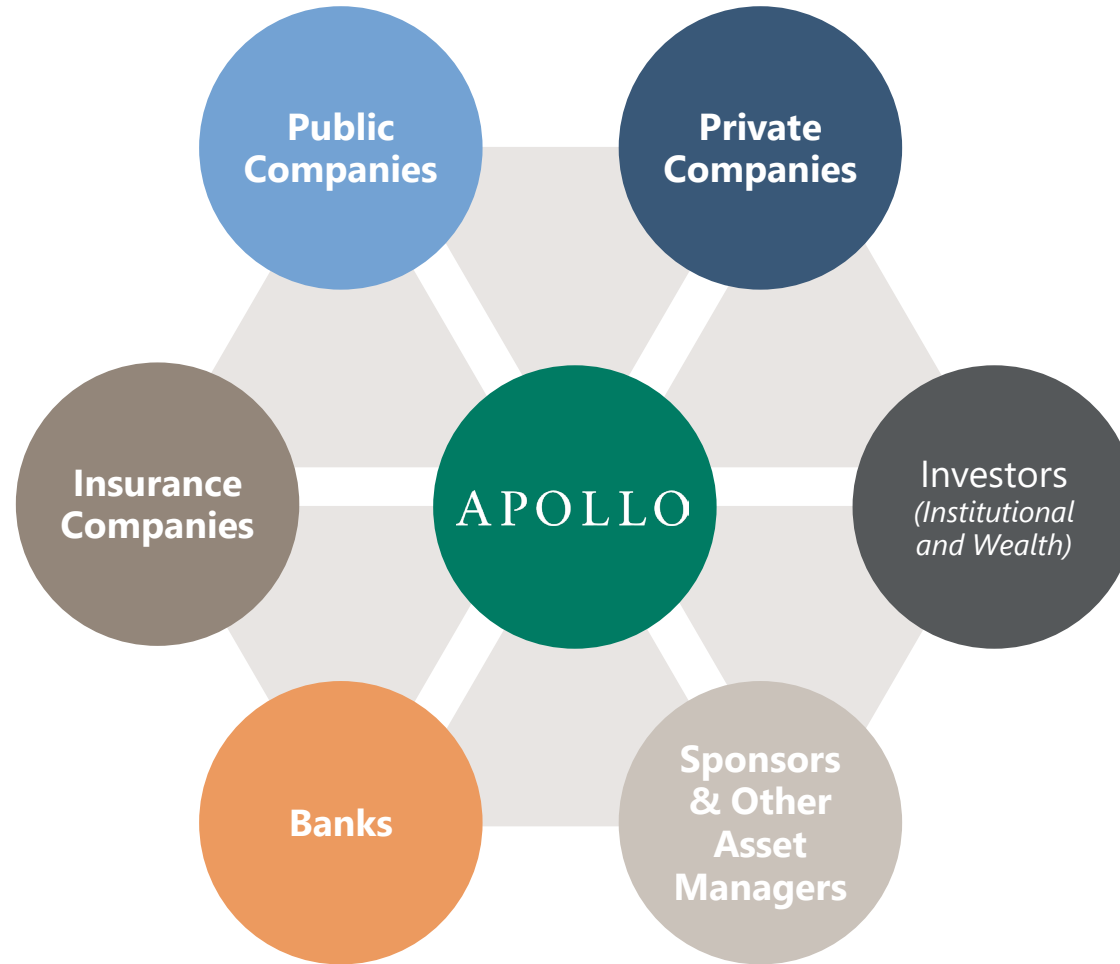 Public
Companies
Private
Companies
Insurance
Companies
APOLLO
Investors
(Institutional
and Wealth)
Banks
Sponsors
& Other
Asset
Managers